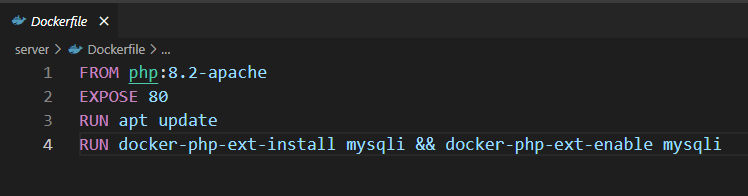 Dockerfile ×
server > Dockerfile > ...
1 FROM php:8.2-apache
2 EXPOSE 80
3 RUN apt update
4 RUN docker-php-ext-install mysqli && docker-php-ext-enable mysqli